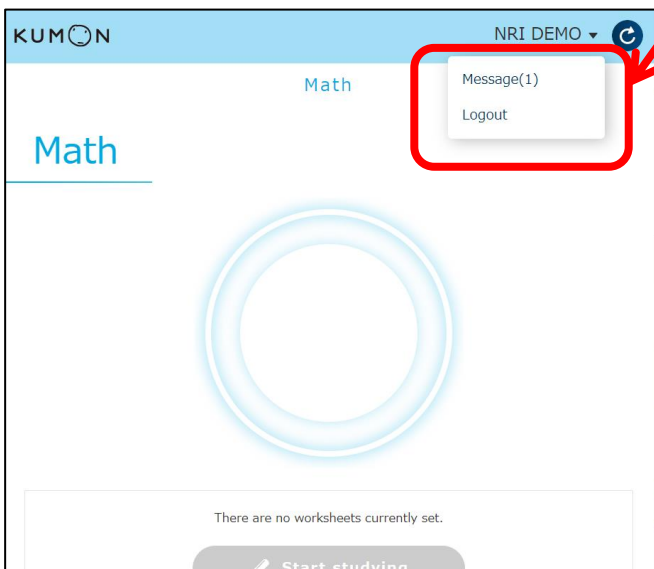 KUMON
NRI DEMO
Message(1)
Logout
Math
Math
There are no worksheets currently set.
Start studying